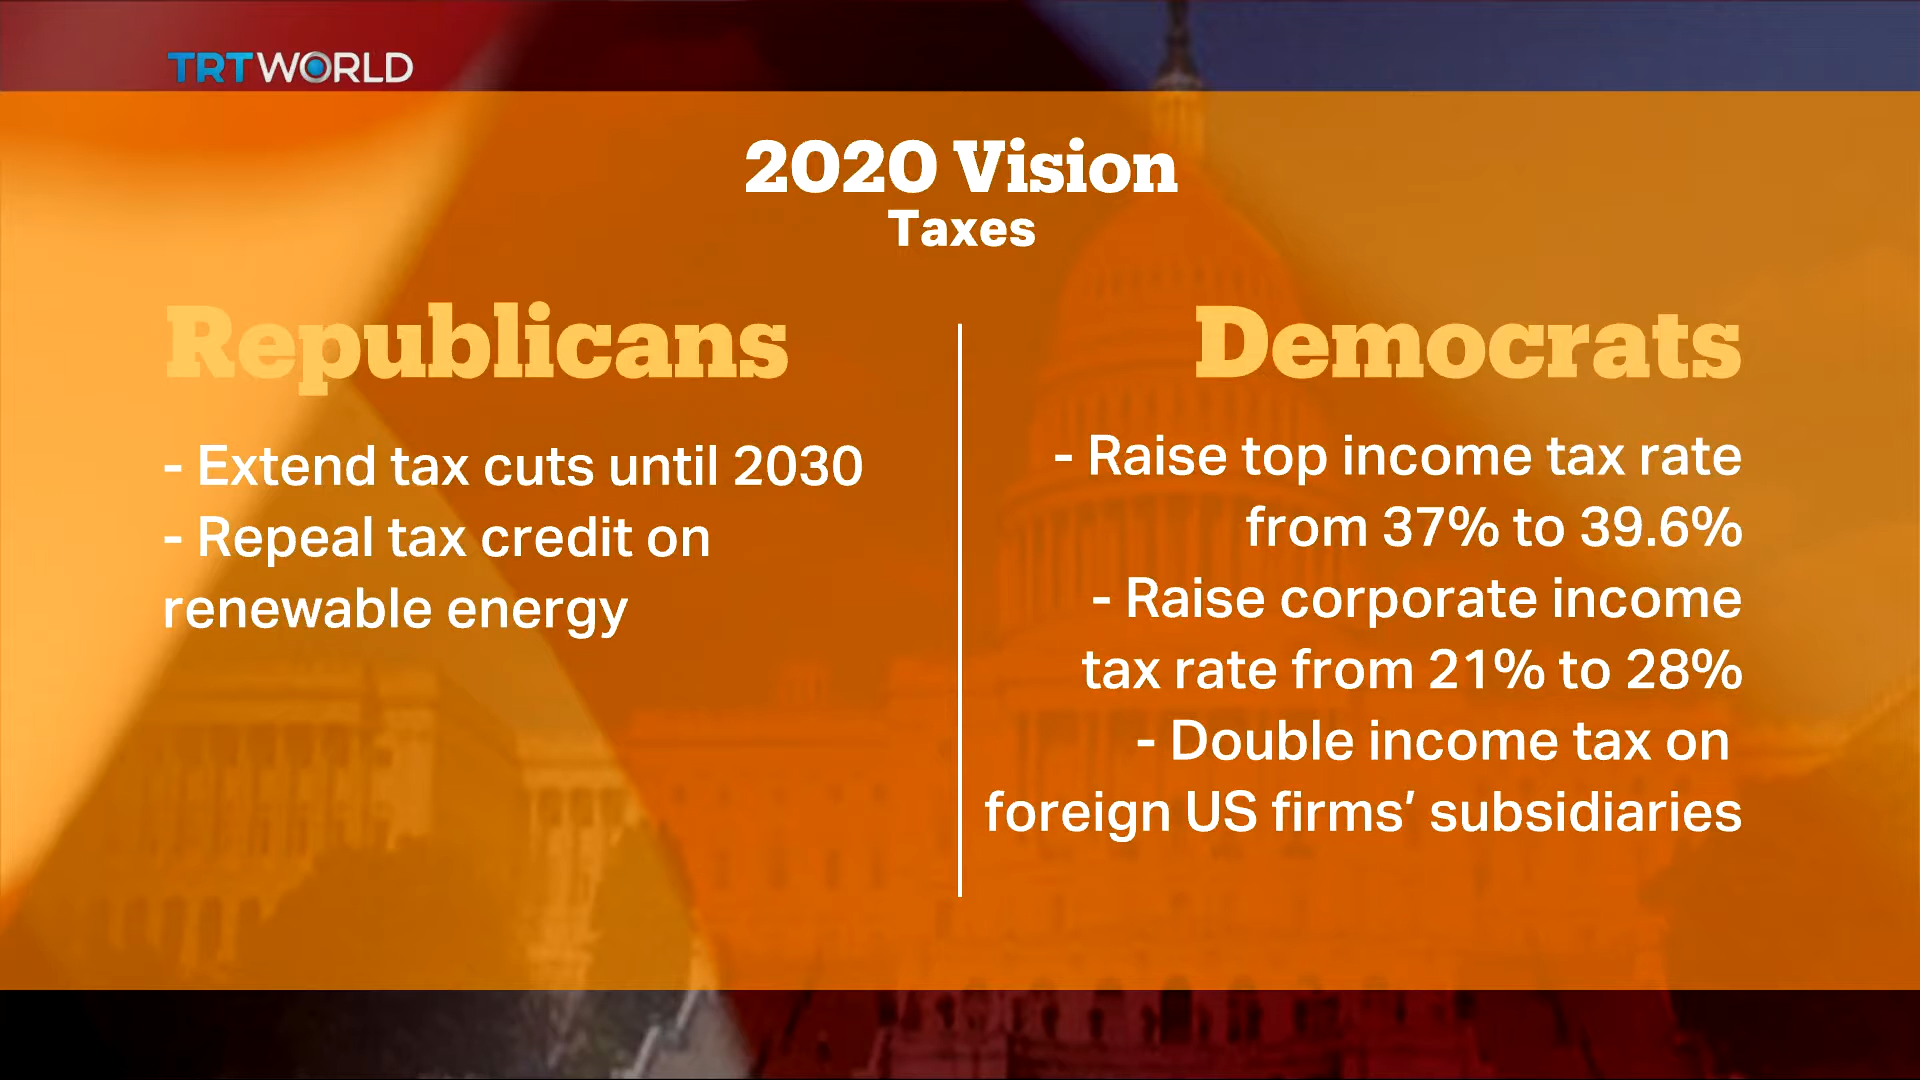 TRT WORLD
2020 Vision
Taxes
Republicans
- Extend tax cuts until 2030
- Repeal tax credit on
renewable energy
Democrats
- Raise top income tax rate
from 37% to 39.6%
- Raise corporate income
tax rate from 21% to 28%
- Double income tax on
foreign US firms’ subsidiaries